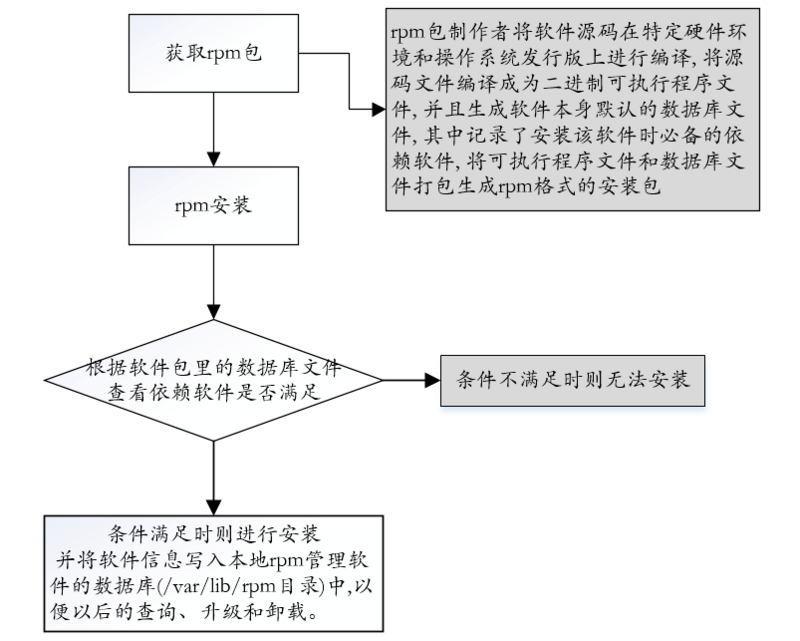 获取rpm包
rpm包制作者将软件源码在特定硬件环
境和操作系统发行版上进行编译, 将源
码文件编译成为二进制可执行程序文
件, 并且生成软件本身默认的数据库文
件, 其中记录了安装该软件时必备的依
赖软件, 将可执行程序文件和数据库文
件打包生成rpm格式的安装包
rpm安装
根据软件包里的数据库文件
查看依赖软件是否满足
条件不满足时则无法安装
条件满足时则进行安装
并将软件信息写入本地rpm管理软
件的数据库(/var/lib/rpm目录)中,以
便以后的查询、升级和卸载。